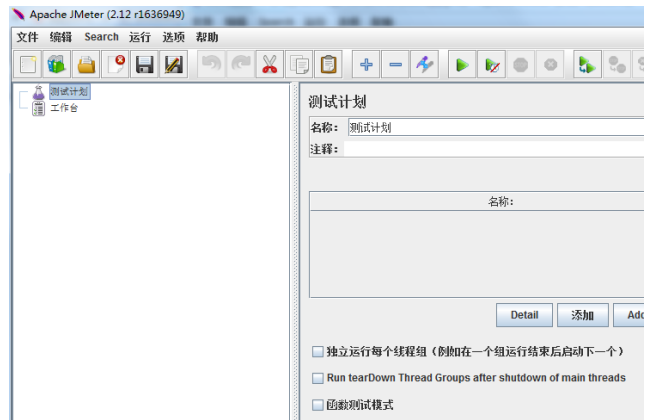 Apache JMeter (2.12 r1636949)
文件 编辑 Search 运行 选项 帮助
测试计划
工作台
测试计划
名称： 测试计划
注释：
名称：
Detail 添加
独立运行每个线程组（例如在一个组运行结束后启动下一个）
Run tearDown Thread Groups after shutdown of main threads
函数测试模式